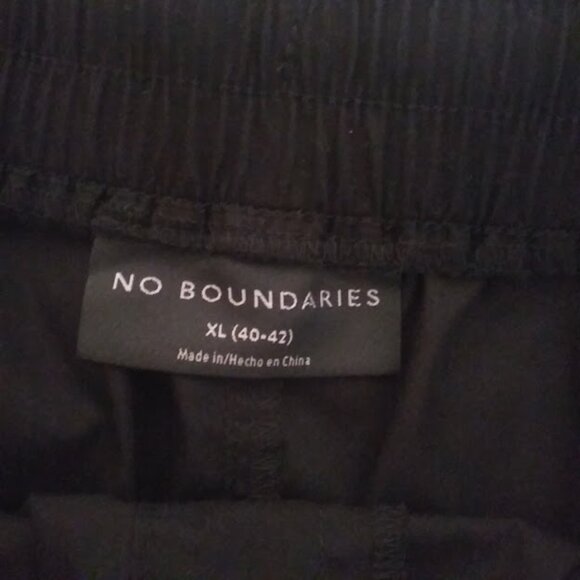 NO BOUNDARIES
XL (40-42)
Made in/Hecho en China